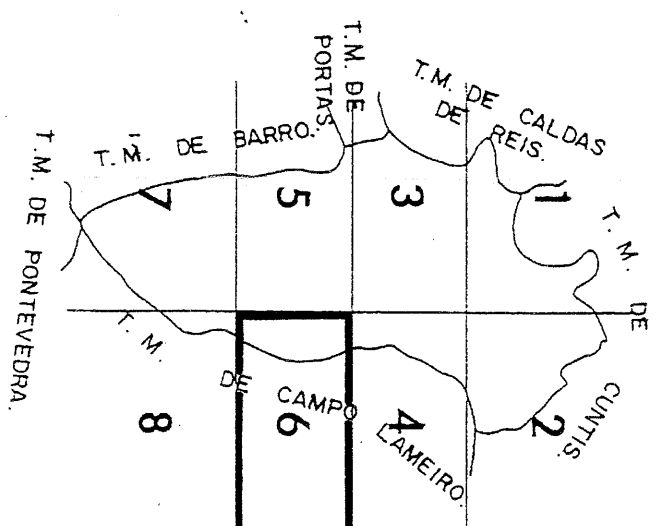 T.M. DE
PORTAS
T.M. DE CALDAS
DE REIS.
T.M. DE BARRO.
T.M. DE PONTEVEDRA.
7
5
3
1
T. M. DE
CUNTIS.
T. M.
DE CAMPO
LAMEIRO.
8
6
4
2